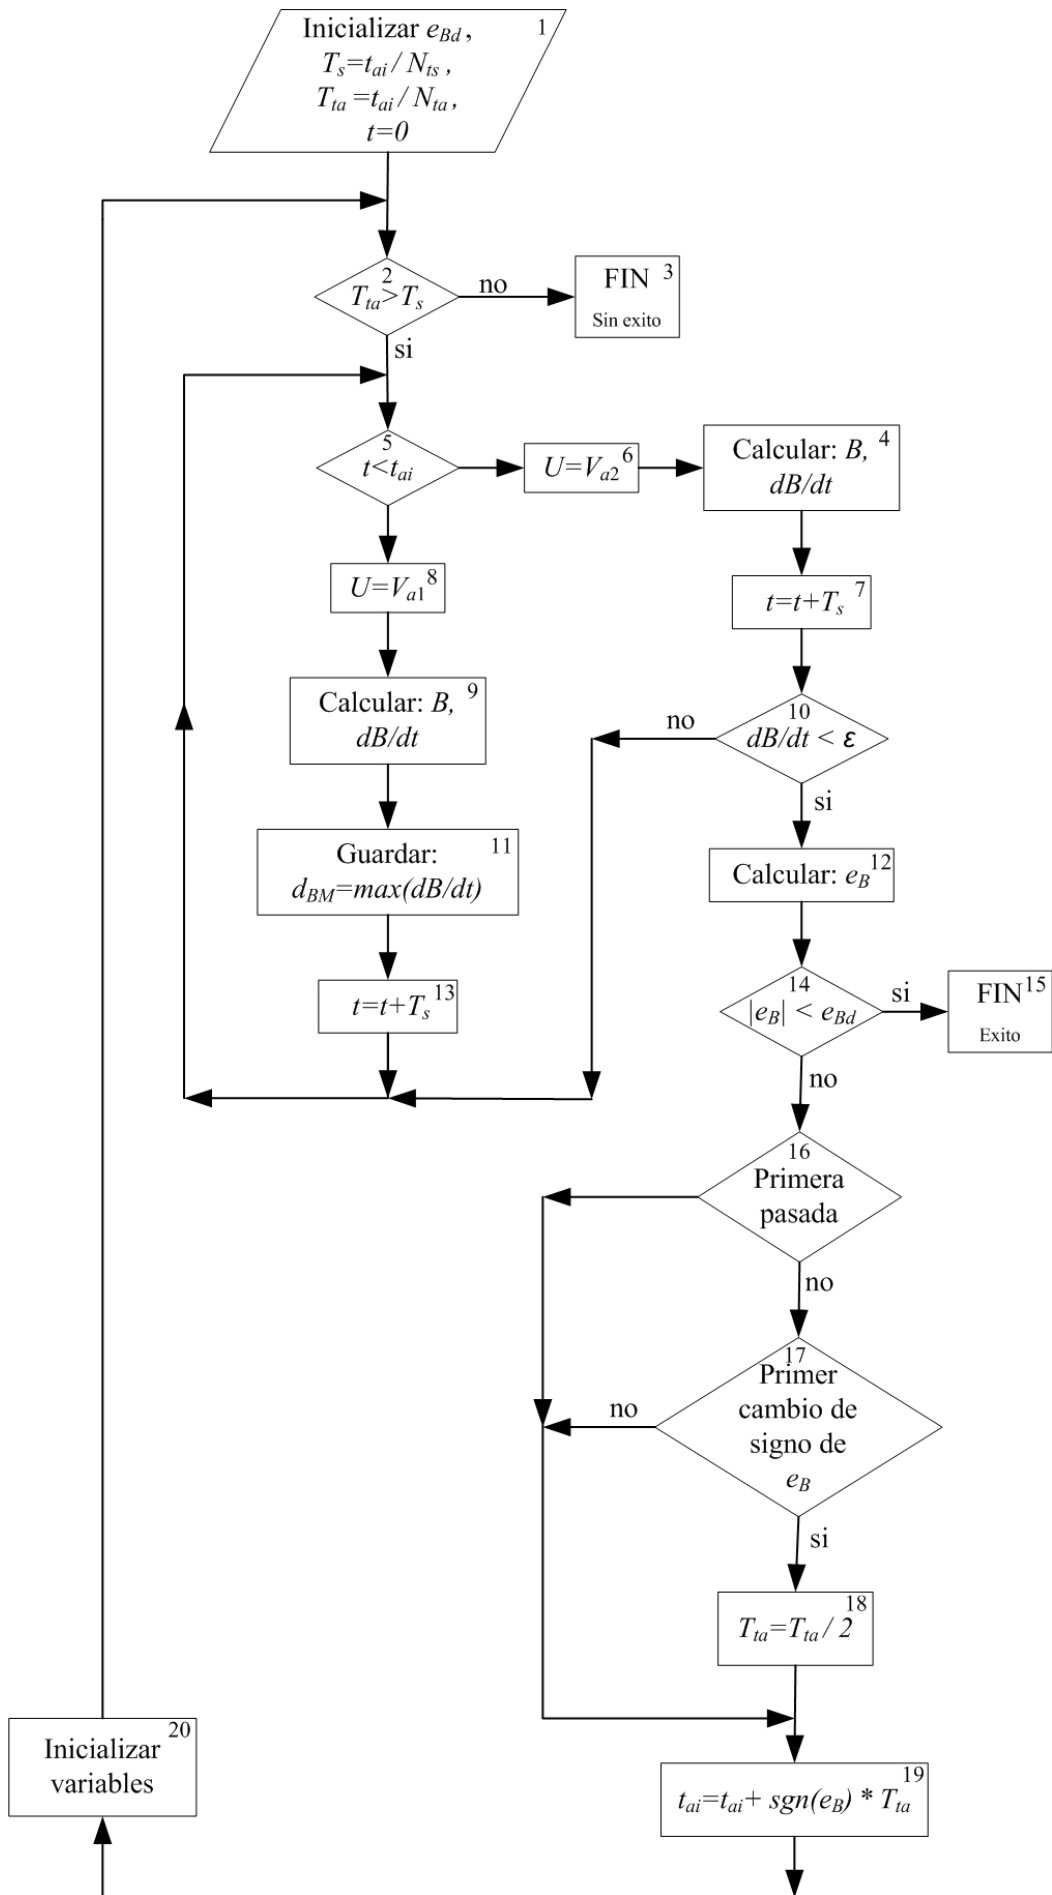 Inicializar e_Bd, 1
T_s=t_ai / N_ts ,
T_ta =t_ai / N_ta,
t=0
2
T_ta>T_s
no
FIN 3
Sin exito
si
5
t<t_ai
U=V_a2 6
Calcular: B, 4
dB/dt
U=V_a1 8
t=t+T_s 7
Calcular: B, 9
dB/dt
10
dB/dt < ε
no
si
Guardar: 11
d_BM=max(dB/dt)
Calcular: e_B 12
t=t+T_s 13
14
|e_B| < e_Bd
si
FIN 15
Exito
no
16
Primera
pasada
no
17
Primer
cambio de
signo de
e_B
no
si
T_ta=T_ta / 2 18
19
t_ai=t_ai+ sgn(e_B) * T_ta
20
Inicializar
variables